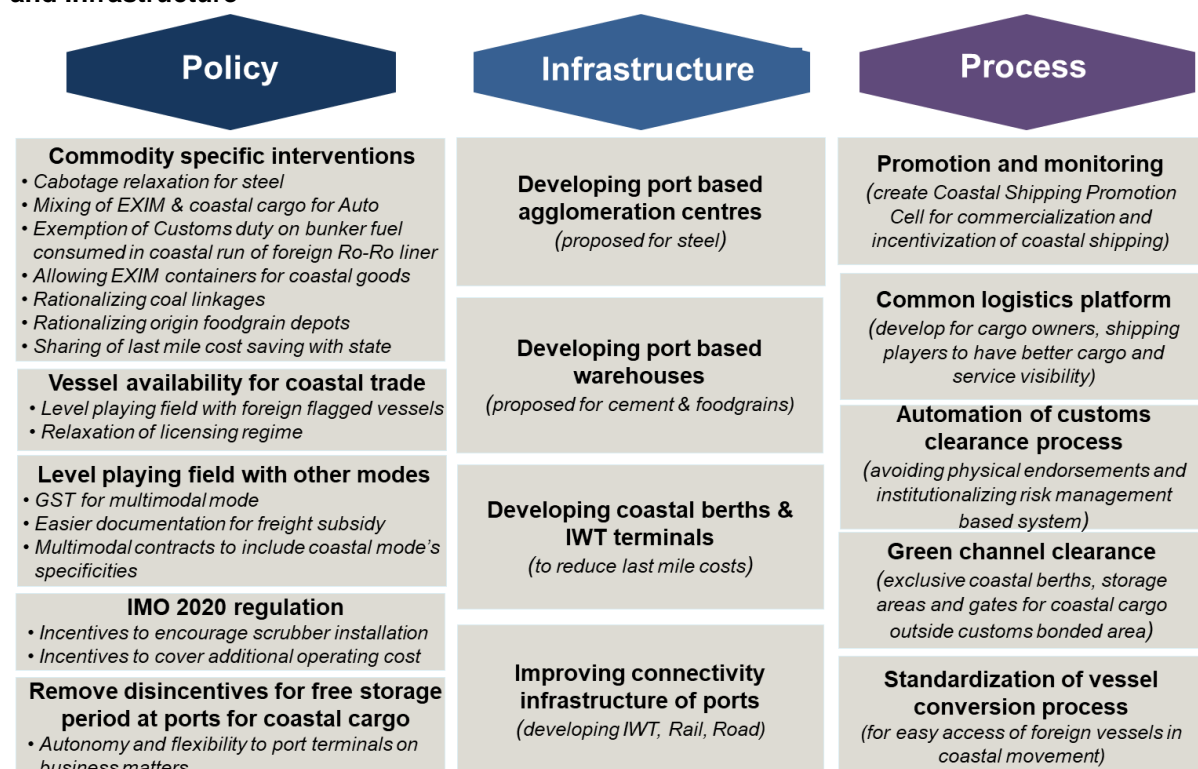 and Infrastructure
Policy
Commodity specific interventions
• Cabotage relaxation for steel
• Mixing of EXIM & coastal cargo for Auto
• Exemption of Customs duty on bunker fuel
consumed in coastal run of foreign Ro-Ro liner
• Allowing EXIM containers for coastal goods
• Rationalizing coal linkages
• Rationalizing origin foodgrain depots
• Sharing of last mile cost saving with state
Vessel availability for coastal trade
• Level playing field with foreign flagged vessels
• Relaxation of licensing regime
Level playing field with other modes
• GST for multimodal mode
• Easier documentation for freight subsidy
• Multimodal contracts to include coastal mode's
specificities
IMO 2020 regulation
• Incentives to encourage scrubber installation
• Incentives to cover additional operating cost
Remove disincentives for free storage
period at ports for coastal cargo
• Autonomy and flexibility to port terminals on
business matters
Infrastructure
Developing port based
agglomeration centres
(proposed for steel)
Developing port based
warehouses
(proposed for cement & foodgrains)
Developing coastal berths &
IWT terminals
(to reduce last mile costs)
Improving connectivity
infrastructure of ports
(developing IWT, Rail, Road)
Process
Promotion and monitoring
(create Coastal Shipping Promotion
Cell for commercialization and
incentivization of coastal shipping)
Common logistics platform
(develop for cargo owners, shipping
players to have better cargo and
service visibility)
Automation of customs
clearance process
(avoiding physical endorsements and
institutionalizing risk management
based system)
Green channel clearance
(exclusive coastal berths, storage
areas and gates for coastal cargo
outside customs bonded area)
Standardization of vessel
conversion process
(for easy access of foreign vessels in
coastal movement)